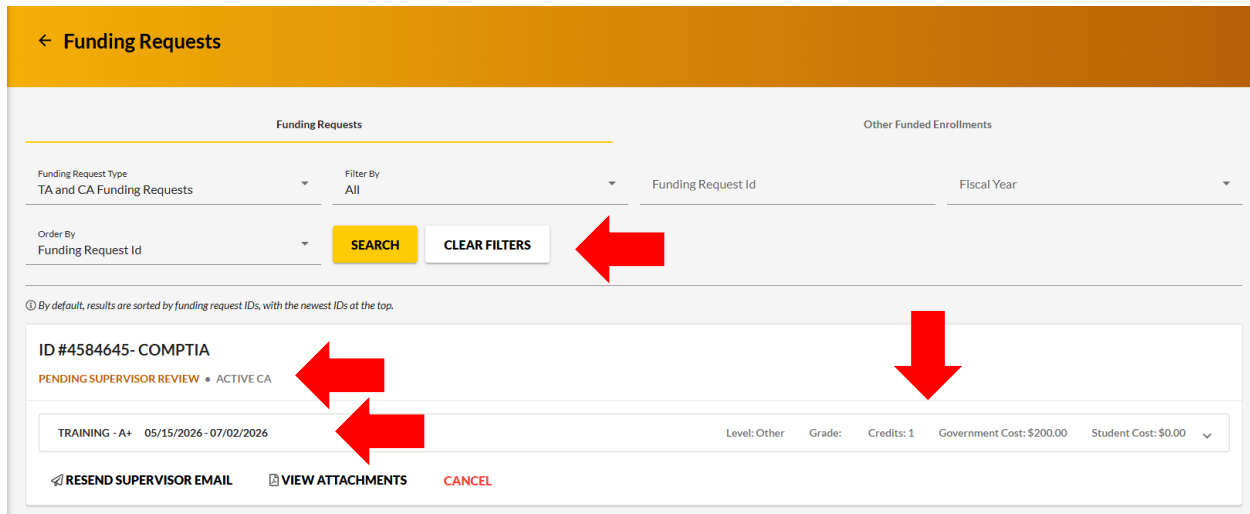 ← Funding Requests
Funding Requests Other Funded Enrollments
Funding Request Type Filter By
TA and CA Funding Requests All Funding Request Id Fiscal Year
Order By
Funding Request Id SEARCH CLEAR FILTERS
By default, results are sorted by funding request IDs, with the newest IDs at the top.
ID #4584645- COMPTIA
PENDING SUPERVISOR REVIEW • ACTIVE CA
TRAINING - A+ 05/15/2026 - 07/02/2026 Level: Other Grade: Credits: 1 Government Cost: $200.00 Student Cost: $0.00
RESEND SUPERVISOR EMAIL VIEW ATTACHMENTS CANCEL